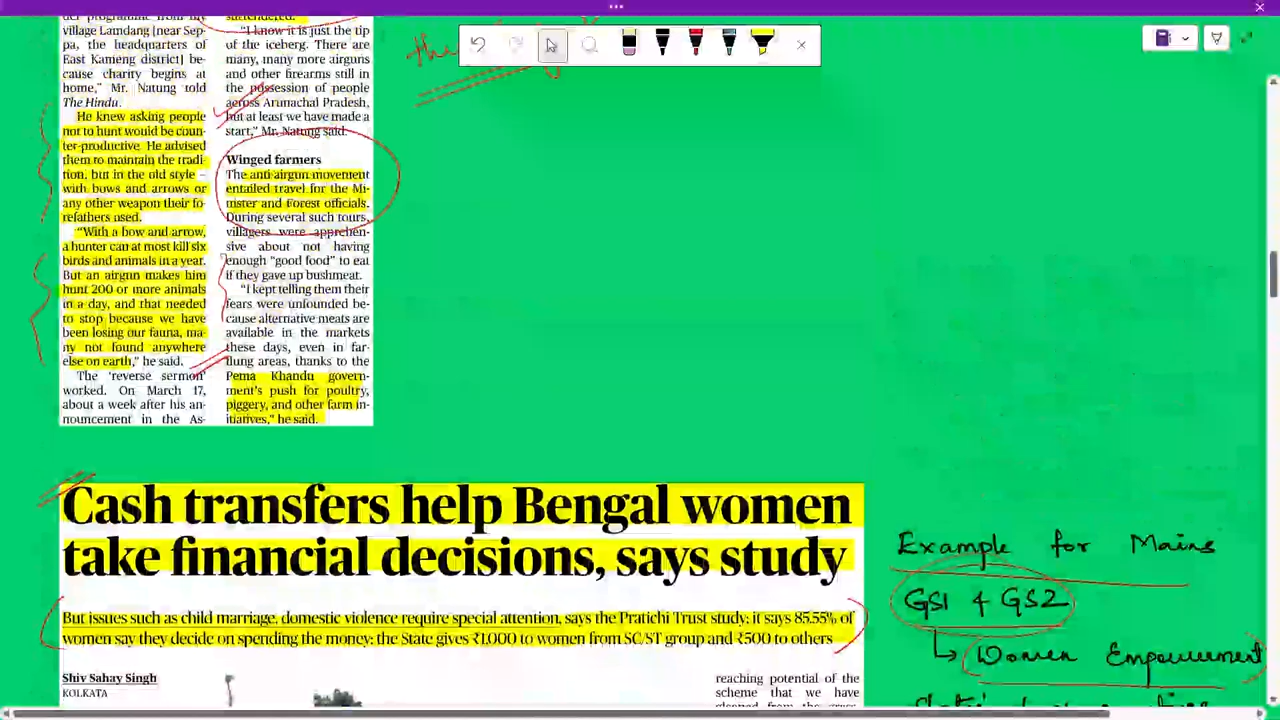 der programme from my
village Lamdang [near Sep-
pa, the headquarters of
East Kameng district] be-
cause charity begins at
home," Mr. Natung told
The Hindu.
He knew asking people
not to hunt would be coun-
ter-productive. He advised
them to maintain the tradi-
tion, but in the old style –
with bows and arrows or
any other weapon their fo-
refathers used.
"With a bow and arrow,
a hunter can at most kill six
birds and animals in a year.
But an airgun makes him
hunt 200 or more animals
in a day, and that needed
to stop because we have
been losing our fauna, ma-
ny not found anywhere
else on earth," he said.
The 'reverse sermon'
worked. On March 17,
about a week after his an-
nouncement in the As-
surrendered.
"I know it is just the tip
of the iceberg. There are
many, many more airguns
and other firearms still in
the possession of people
across Arunachal Pradesh,
but at least we have made a
start," Mr. Natung said.
Winged farmers
The anti-airgun movement
entailed travel for the Mi-
nister and Forest officials.
During several such tours,
villagers were apprehen-
sive about not having
enough "good food" to eat
if they gave up bushmeat.
"I kept telling them their
fears were unfounded be-
cause alternative meats are
available in the markets
these days, even in far-
flung areas, thanks to the
Pema Khandu govern-
ment's push for poultry,
piggery, and other farm in-
itiatives," he said.
the
Cash transfers help Bengal women
take financial decisions, says study
But issues such as child marriage, domestic violence require special attention, says the Pratichi Trust study; it says 85.55% of
women say they decide on spending the money; the State gives ₹1,000 to women from SC/ST group and ₹500 to others
Shiv Sahay Singh
KOLKATA
reaching potential of the
scheme that we have
Example for Mains
GS1 & GS2
Women Empowerment